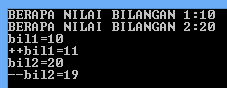 BERAPA NILAI BILANGAN 1:10
BERAPA NILAI BILANGAN 2:20
bil1=10
++bil1=11
bil2=20
--bil2=19